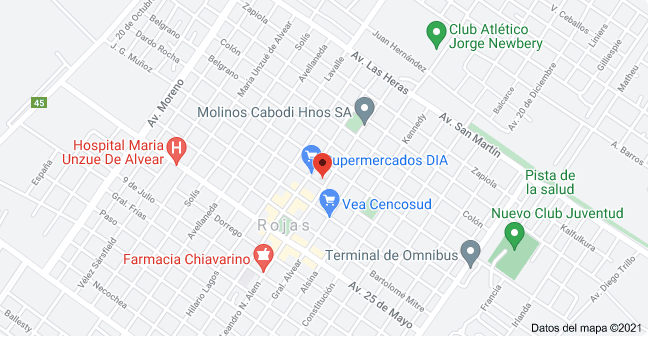 20 de Octubre
Zapiola
J. G. Muñoz
Dardo Rocha
Belgrano
Colón
Belgrano
Maria Unzue de Alvear
Solís
Avellaneda
Lavalle
Av. Moreno
Juan Hernández
Av. Las Heras
Club Atlético
Jorge Newbery
V. Ceballos
Liniers
Gillespie
Matheu
Balcarce
Av. 20 de Diciembre
A. Barros
45
Molinos Cabodi Hnos SA
Kennedy
Av. San Martín
Zapiola
Colón
Hospital Maria
Unzue De Alvear
Supermercados DIA
Vea Cencosud
Pista de
la salud
Nuevo Club Juventud
Kalfulkura
Av. Diego Trillo
España
9 de Julio
Gral. Frías
Solís
Avellaneda
Dorrego
Paso
Velez Sarsfield
Necochea
Ballesty
Rojas
Farmacia Chiavarino
Terminal de Omnibus
Hilario Lagos
Leandro N. Alem
Gral. Alvear
Alsina
Constitución
Av. 25 de Mayo
Bartolomé Mitre
Francia
Irlanda
Datos del mapa ©2021